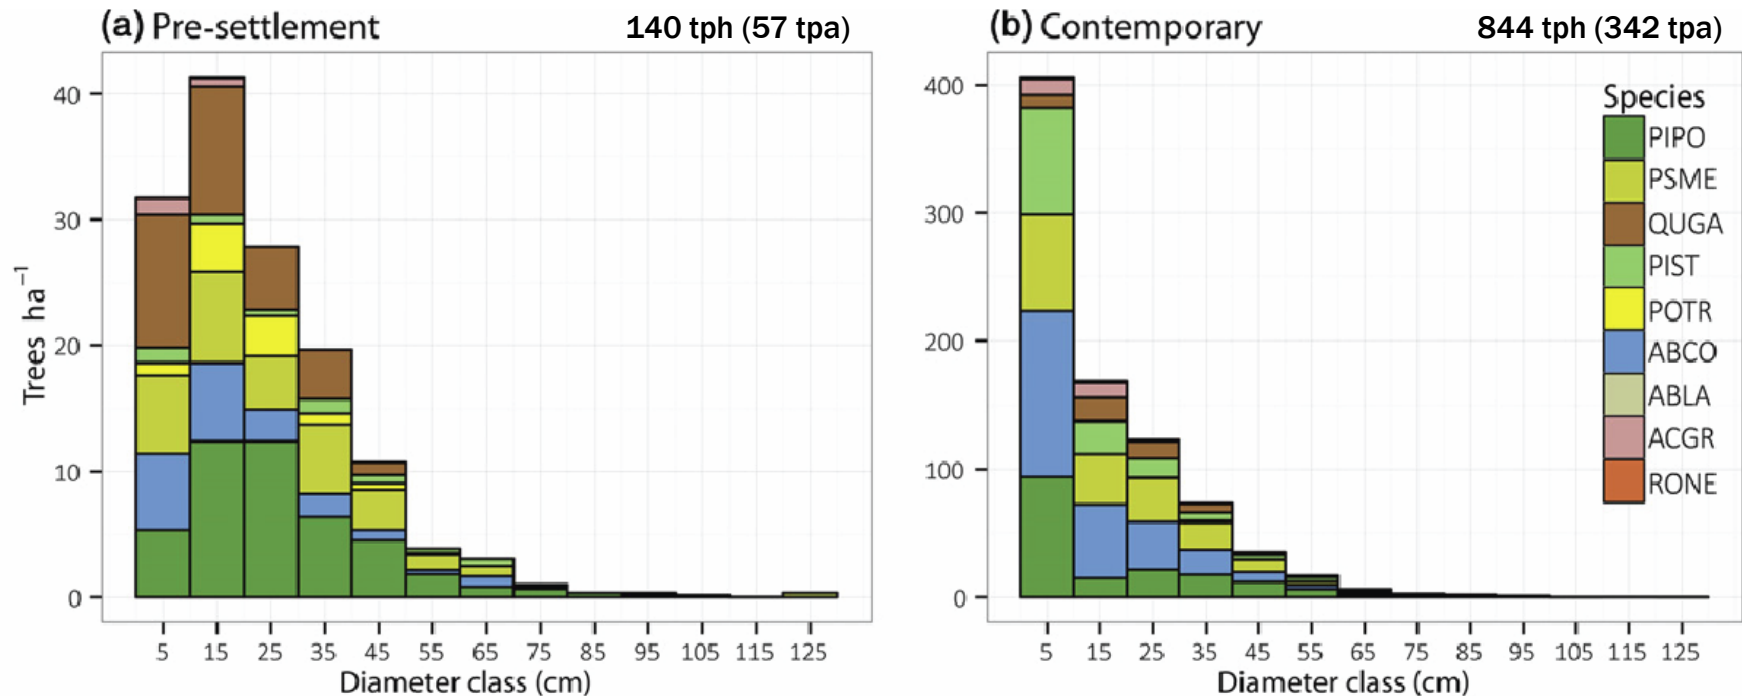 (a) Pre-settlement 140 tph (57 tpa)
Trees ha⁻¹
40
30
20
10
0
5 15 25 35 45 55 65 75 85 95 105 115 125
Diameter class (cm)
(b) Contemporary 844 tph (342 tpa)
400
300
200
100
0
5 15 25 35 45 55 65 75 85 95 105 115 125
Diameter class (cm)
Species
PIPO
PSME
QUGA
PIST
POTR
ABCO
ABLA
ACGR
RONE